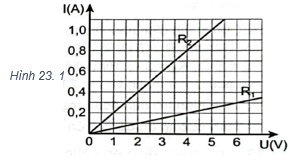 I(A)
1,0
R₂
0,8
Hình 23. 1
0,6
0,4
R₁
0,2
0 1 2 3 4 5 6
U(V)